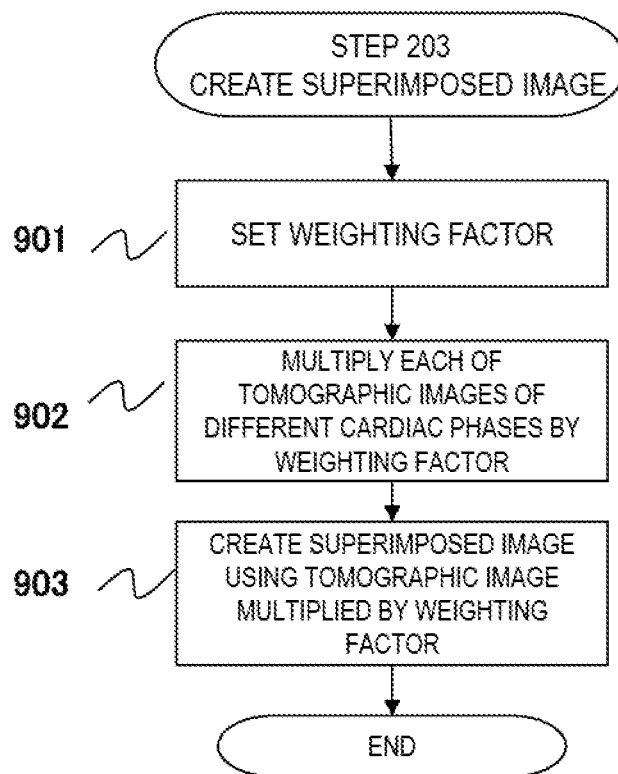 STEP 203
CREATE SUPERIMPOSED IMAGE
901
SET WEIGHTING FACTOR
902
MULTIPLY EACH OF
TOMOGRAPHIC IMAGES OF
DIFFERENT CARDIAC PHASES BY
WEIGHTING FACTOR
903
CREATE SUPERIMPOSED IMAGE
USING TOMOGRAPHIC IMAGE
MULTIPLIED BY WEIGHTING
FACTOR
END